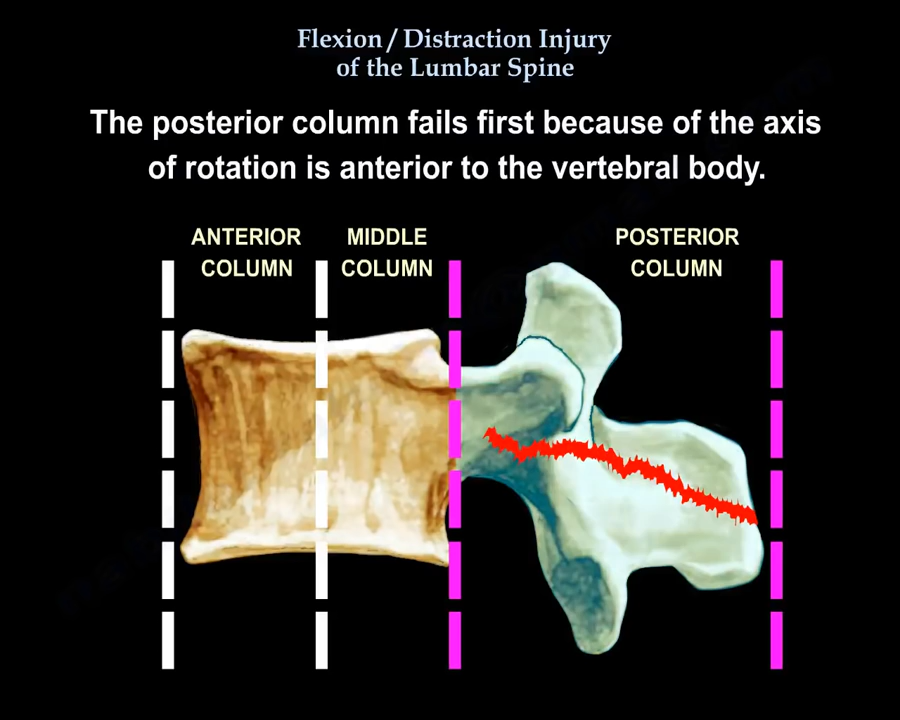 Flexion / Distraction Injury
of the Lumbar Spine
The posterior column fails first because of the axis
of rotation is anterior to the vertebral body.
ANTERIOR
COLUMN
MIDDLE
COLUMN
POSTERIOR
COLUMN